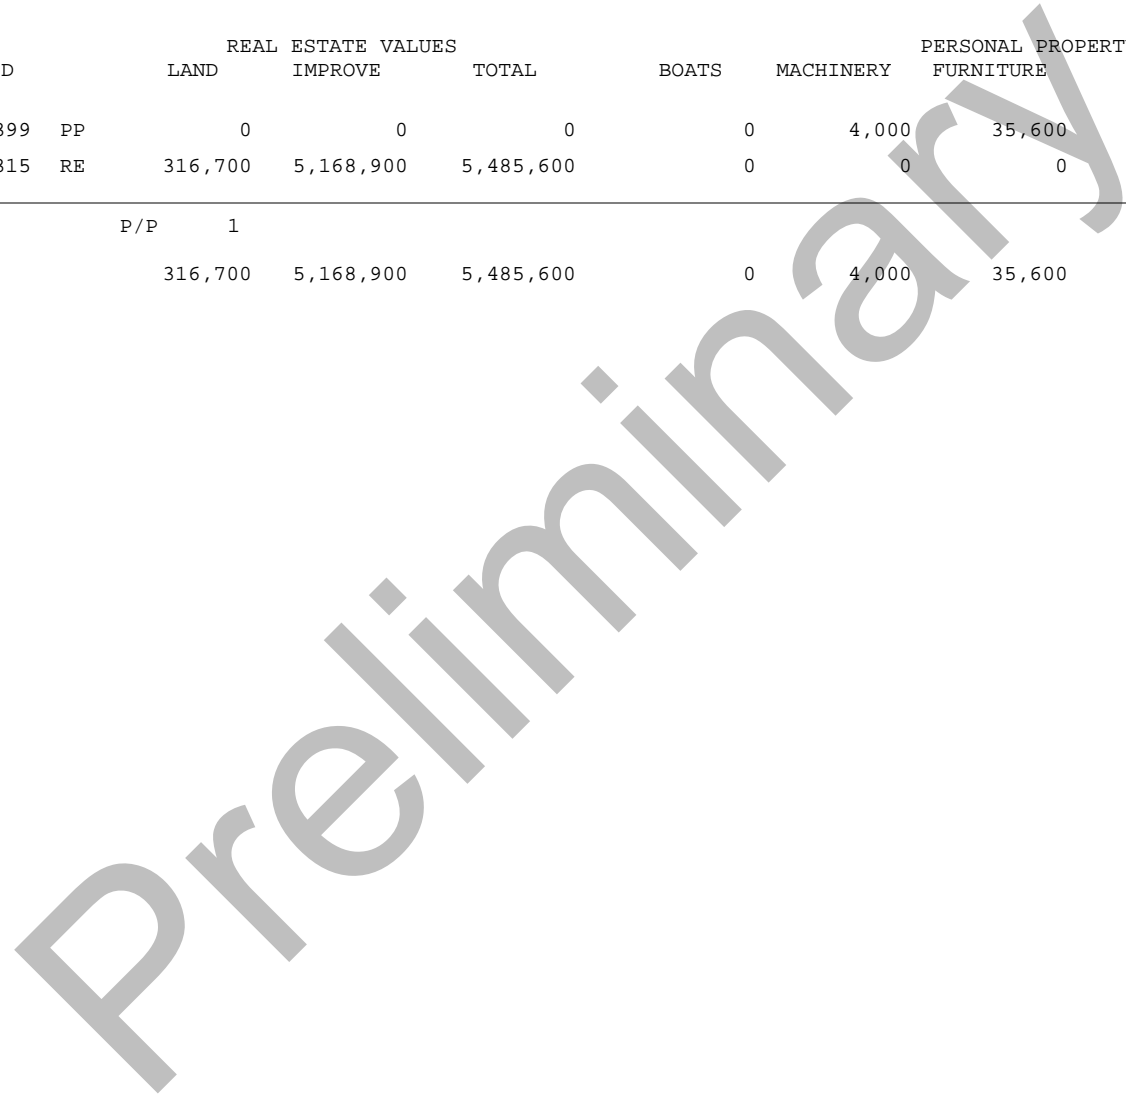 REAL ESTATE VALUES PERSONAL PROPERT
D LAND IMPROVE TOTAL BOATS MACHINERY FURNITURE
399 PP 0 0 0 0 4,000 35,600
315 RE 316,700 5,168,900 5,485,600 0 0 0
P/P 1
316,700 5,168,900 5,485,600 0 4,000 35,600
Preliminary